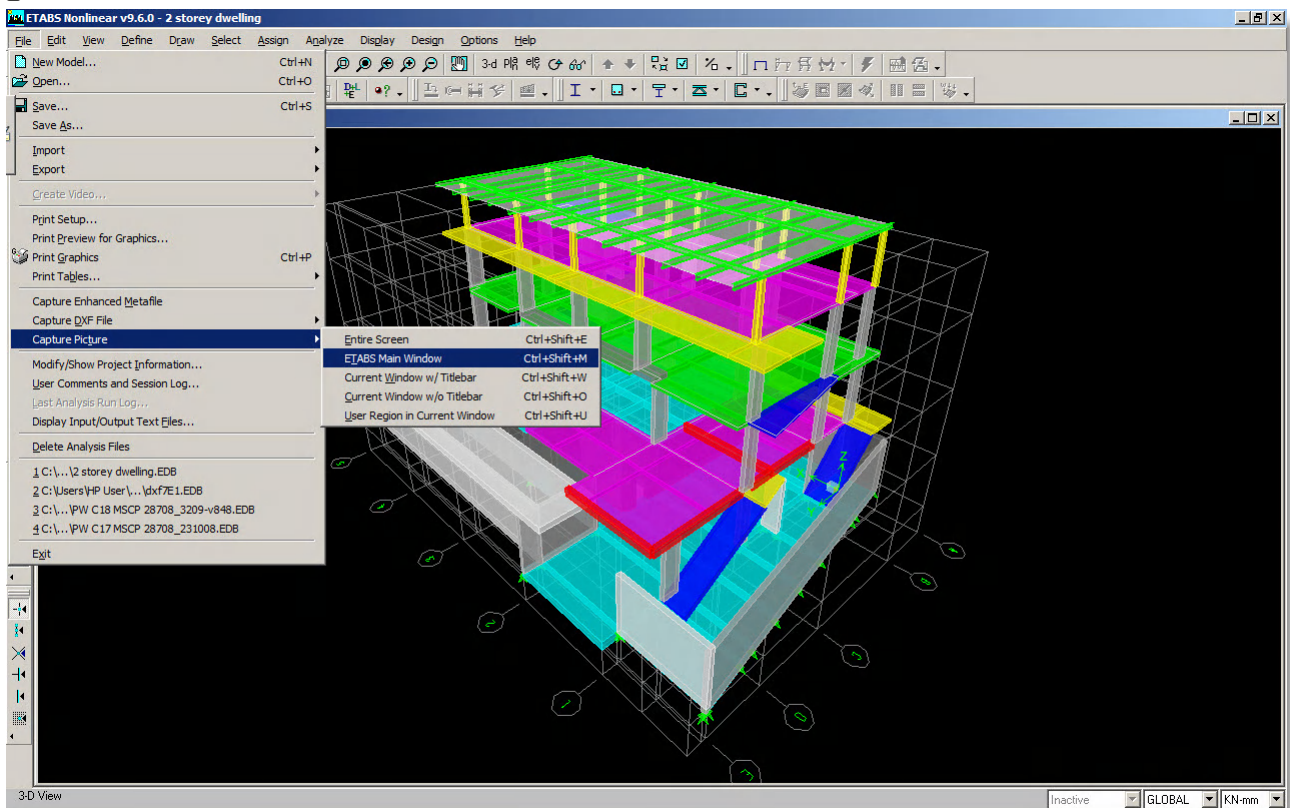 ETABS Nonlinear v9.6.0 - 2 storey dwelling
File Edit View Define Draw Select Assign Analyze Display Design Options Help
New Model... Ctrl+N
Open... Ctrl+O
Save... Ctrl+S
Save As...
Import
Export
Create Video...
Print Setup...
Print Preview for Graphics...
Print Graphics Ctrl+P
Print Tables...
Capture Enhanced Metafile
Capture DXF File
Capture Picture
Entire Screen Ctrl+Shift+E
ETABS Main Window Ctrl+Shift+M
Current Window w/ Titlebar Ctrl+Shift+W
Current Window w/o Titlebar Ctrl+Shift+O
User Region in Current Window Ctrl+Shift+U
Modify/Show Project Information...
User Comments and Session Log...
Last Analysis Run Log...
Display Input/Output Text Files...
Delete Analysis Files
1 C:\...\2 storey dwelling.EDB
2 C:\Users\HP User\...\dxf7E1.EDB
3 C:\...\PW C18 MSCP 28708_3209-v848.EDB
4 C:\...\PW C17 MSCP 28708_231008.EDB
Exit
3-d
Z
2
1
3-D View
Inactive GLOBAL KN-mm